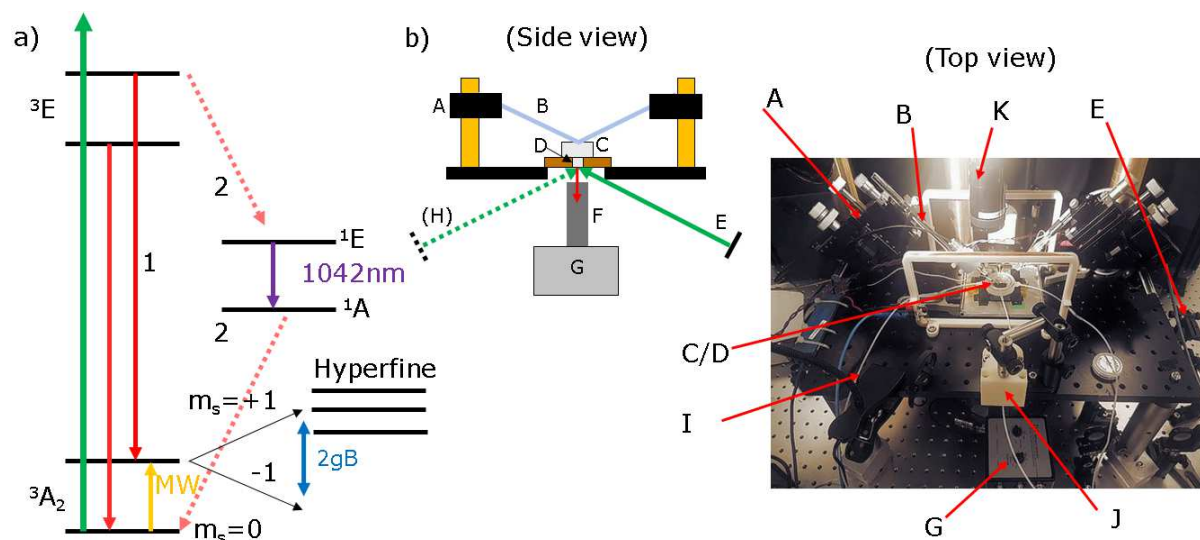 a)
³E
1
2
¹E
1042nm
¹A
2
Hyperfine
mₛ=+1
-1
2gB
MW
³A₂
mₛ=0
b)
(Side view)
A
B
D
C
(H)
F
E
G
(Top view)
A
B
K
E
C/D
I
G
J